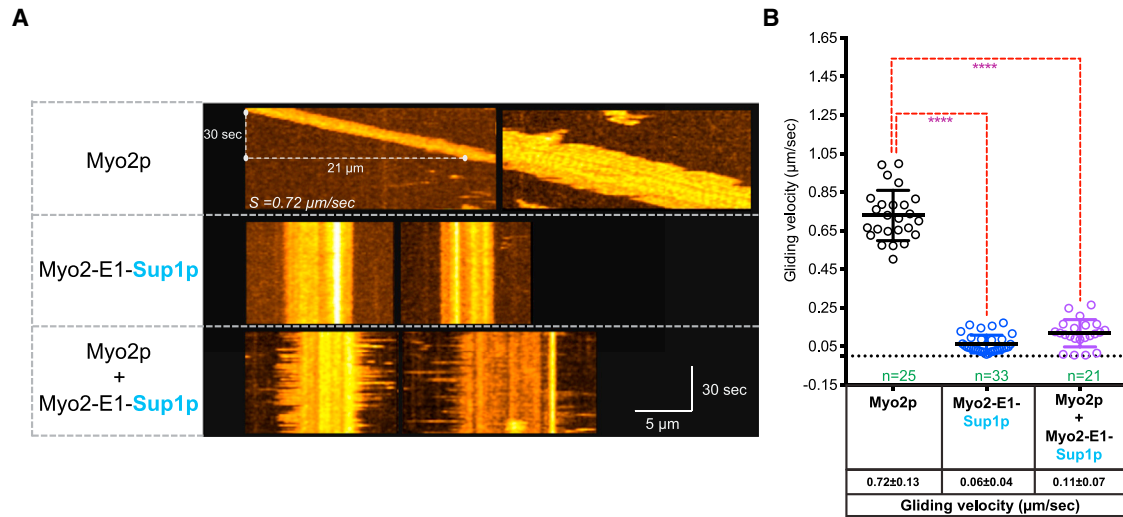 A
Myo2p
30 sec
21 µm
S =0.72 µm/sec
Myo2-E1-Sup1p
Myo2p
+
Myo2-E1-Sup1p
30 sec
5 µm
B
Gliding velocity (µm/sec)
1.65
1.45
1.25
1.05
0.85
0.65
0.45
0.25
0.05
-0.15
****
****
n=25
n=33
n=21
Myo2p
Myo2-E1-
Sup1p
Myo2p
+
Myo2-E1-
Sup1p
0.72±0.13
0.06±0.04
0.11±0.07
Gliding velocity (µm/sec)